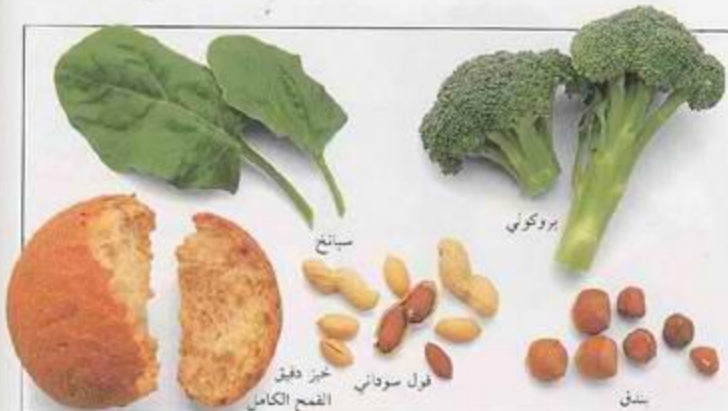 سبانخ
بروكولي
خبز دقيق
القمح الكامل
فول سوداني
بندق